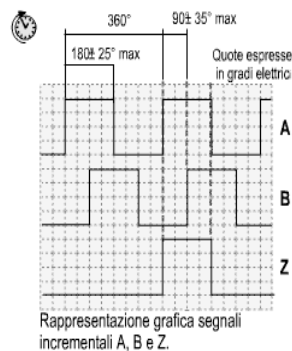 360°
90± 35° max
180± 25° max
Quote espresse
in gradi elettrici
A
B
Z
Rappresentazione grafica segnali
incrementali A, B e Z.